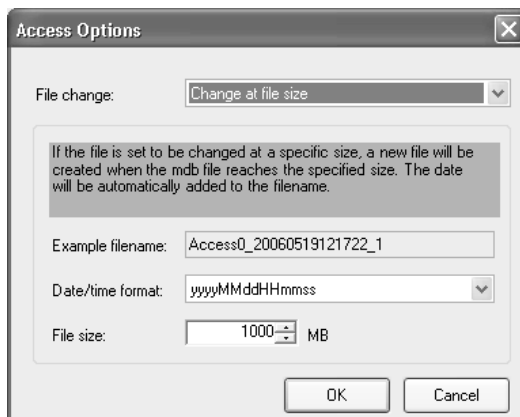 Access Options
File change: Change at file size
If the file is set to be changed at a specific size, a new file will be
created when the mdb file reaches the specified size. The date
will be automatically added to the filename.
Example filename: Access0_20060519121722_1
Date/time format: yyyyMMddHHmmss
File size: 1000 MB
OK Cancel